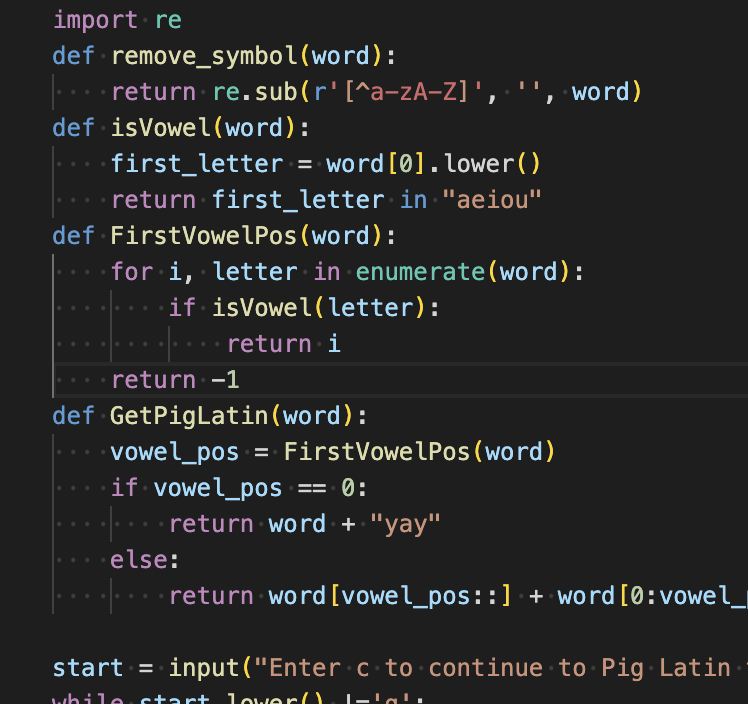 import re
def remove_symbol(word):
    return re.sub(r'[^a-zA-Z]', '', word)
def isVowel(word):
    first_letter = word[0].lower()
    return first_letter in "aeiou"
def FirstVowelPos(word):
    for i, letter in enumerate(word):
        if isVowel(letter):
            return i
    return -1
def GetPigLatin(word):
    vowel_pos = FirstVowelPos(word)
    if vowel_pos == 0:
        return word + "yay"
    else:
        return word[vowel_pos::] + word[0:vowel_

start = input("Enter c to continue to Pig Latin
while start.lower() !='q':